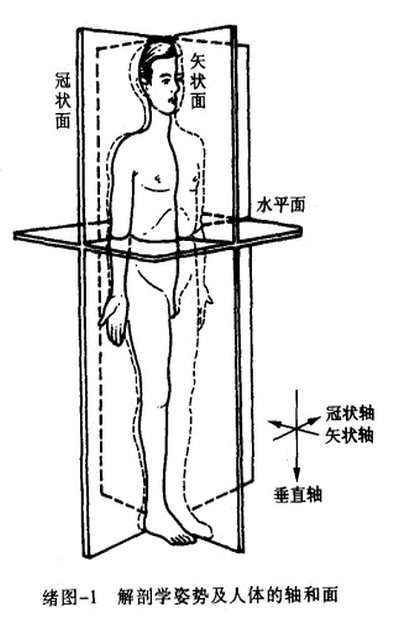 冠状面
矢状面
水平面
冠状轴
矢状轴
垂直轴
绪图-1 解剖学姿势及人体的轴和面